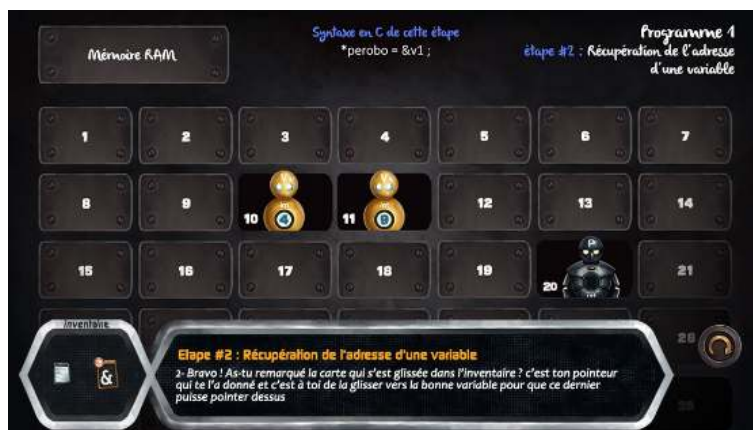 Mémoire RAM
Syntaxe en C de cette étape
*perobo = &v1 ;
Programme 1
étape #2 : Récupération de l'adresse
d'une variable
1 2 3 4 5 6 7
8 9 10 4 11 12 13 14
15 16 17 18 19 20 P 21
Inventaire
28
&
Etape #2 : Récupération de l'adresse d'une variable
2- Bravo ! As-tu remarqué la carte qui s'est glissée dans l'inventaire ? c'est ton pointeur
qui te l'a donné et c'est à toi de la glisser vers la bonne variable pour que ce dernier
puisse pointer dessus